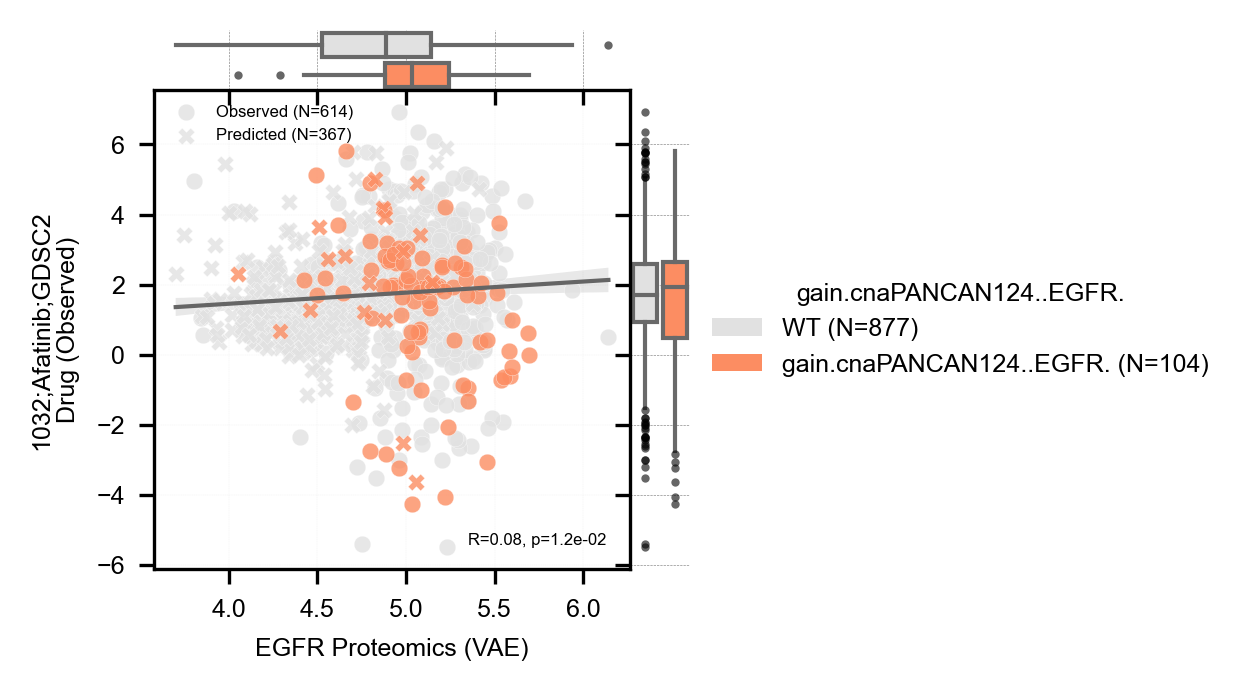 Observed (N=614)
Predicted (N=367)
6
4
2
0
−2
−4
−6
1032;Afatinib;GDSC2
Drug (Observed)
R=0.08, p=1.2e-02
4.0 4.5 5.0 5.5 6.0
EGFR Proteomics (VAE)
gain.cnaPANCAN124..EGFR.
WT (N=877)
gain.cnaPANCAN124..EGFR. (N=104)